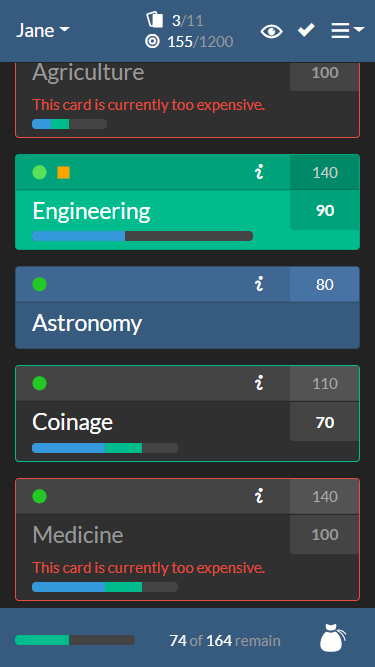 Jane
3/11
155/1200
Agriculture
100
This card is currently too expensive.
140
Engineering
90
80
Astronomy
110
Coinage
70
140
Medicine
100
This card is currently too expensive.
74 of 164 remain